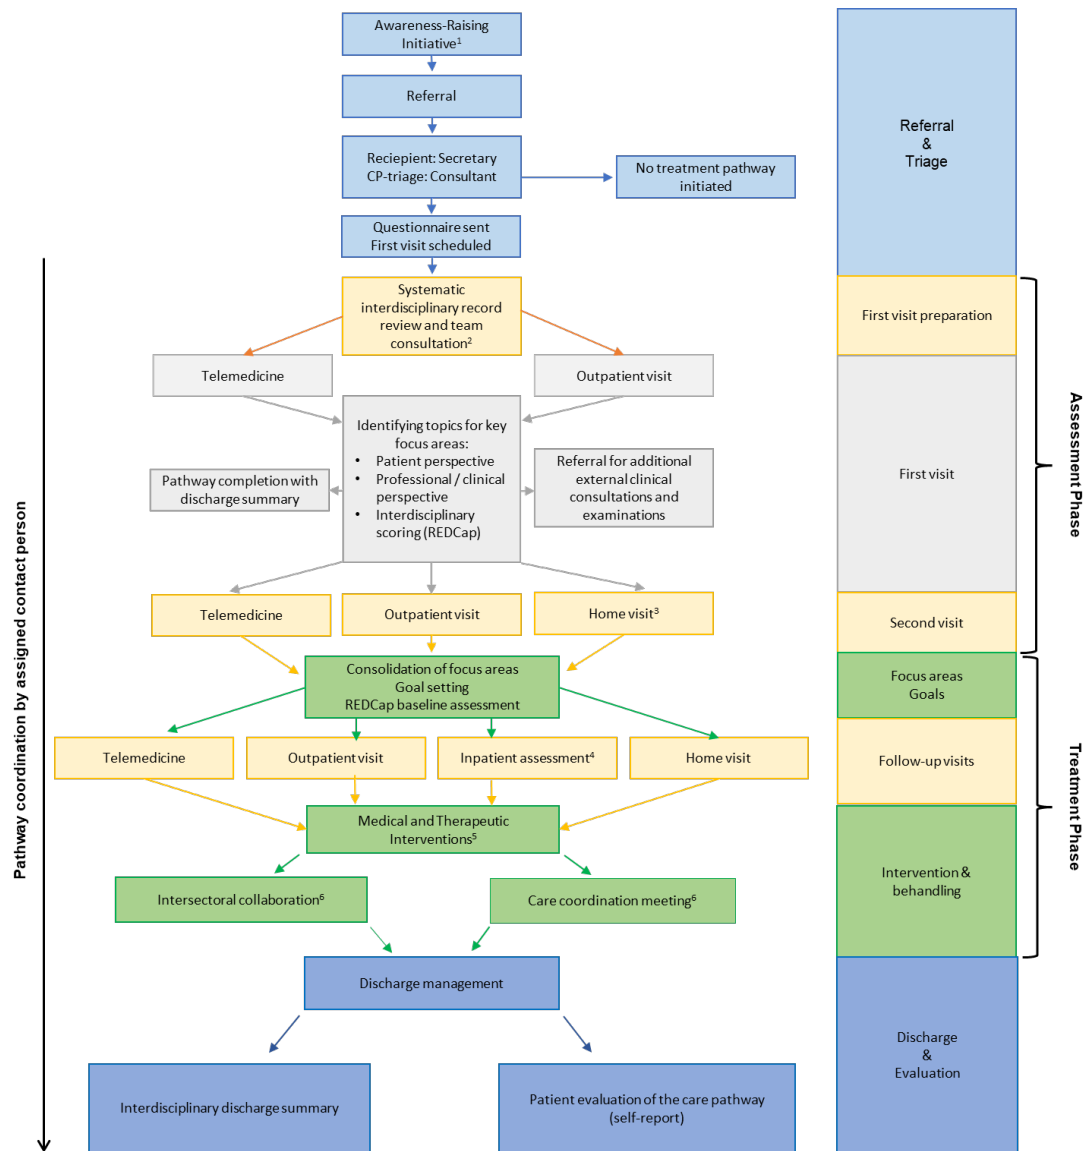 Awareness-Raising
Initiative¹
Referral
Reciepient: Secretary
CP-triage: Consultant
No treatment pathway
initiated
Questionnaire sent
First visit scheduled
Systematic
interdisciplinary record
review and team
consultation²
Telemedicine
Outpatient visit
Identifying topics for key
focus areas:
• Patient perspective
• Professional / clinical
perspective
• Interdisciplinary
scoring (REDCap)
Pathway completion with
discharge summary
Referral for additional
external clinical
consultations and
examinations
Telemedicine
Outpatient visit
Home visit³
Consolidation of focus areas
Goal setting
REDCap baseline assessment
Telemedicine
Outpatient visit
Inpatient assessment⁴
Home visit
Medical and Therapeutic
Interventions⁵
Intersectoral collaboration⁶
Care coordination meeting⁶
Discharge management
Interdisciplinary discharge summary
Patient evaluation of the care pathway
(self-report)
Pathway coordination by assigned contact person
Referral
&
Triage
First visit preparation
First visit
Second visit
Focus areas
Goals
Follow-up visits
Intervention &
behandling
Discharge
&
Evaluation
Assessment Phase
Treatment Phase